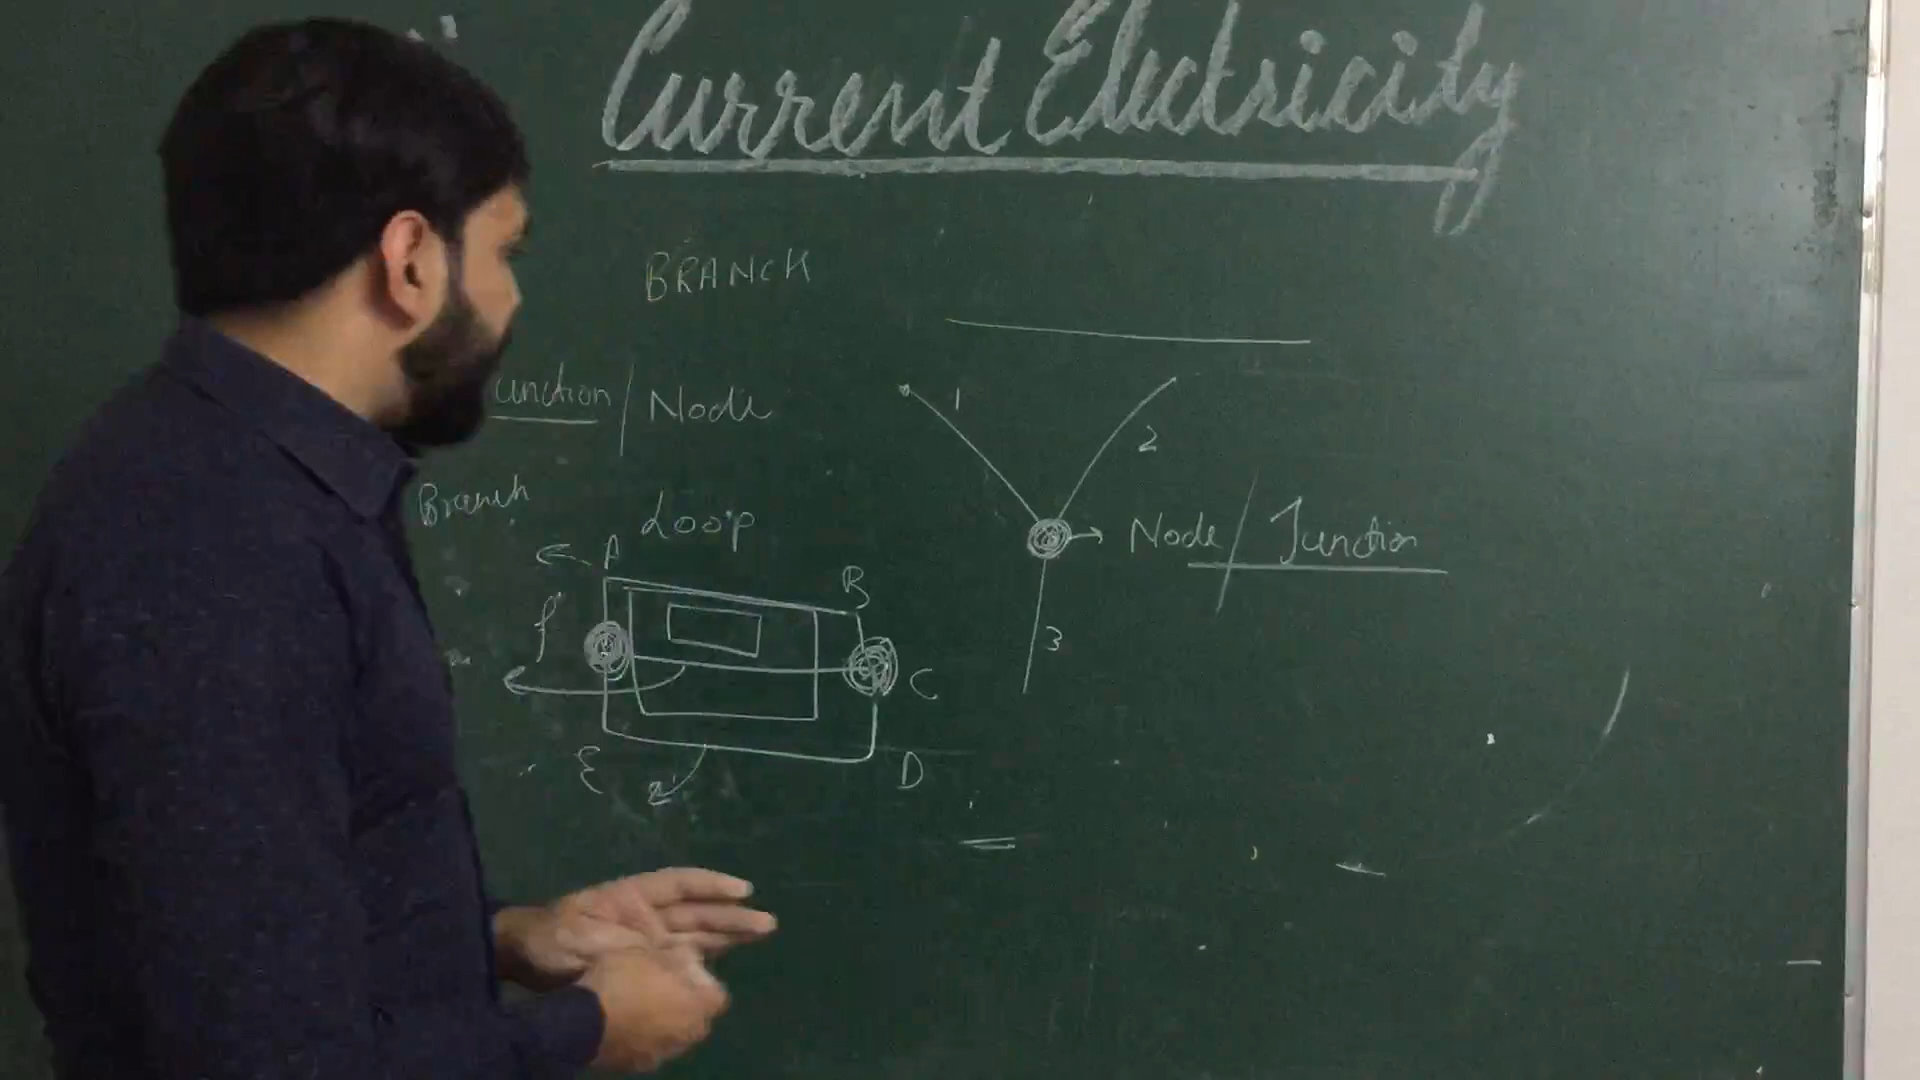 Current Electricity
BRANCH
unction / Node
1
2
Branch
Loop
Node / Junction
A
B
f
3
C
E
D